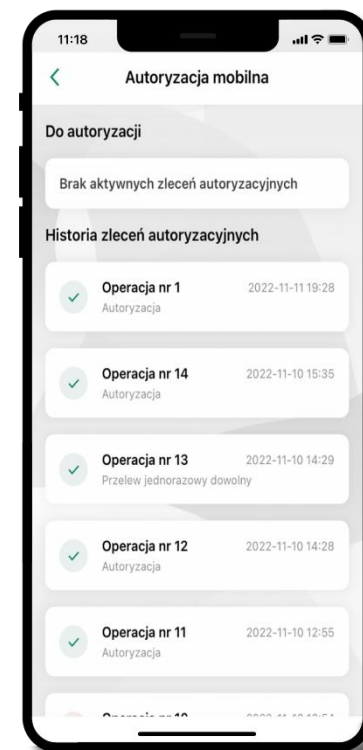 11:18
Autoryzacja mobilna
Do autoryzacji
Brak aktywnych zleceń autoryzacyjnych
Historia zleceń autoryzacyjnych
Operacja nr 1 2022-11-11 19:28
Autoryzacja
Operacja nr 14 2022-11-10 15:35
Autoryzacja
Operacja nr 13 2022-11-10 14:29
Przelew jednorazowy dowolny
Operacja nr 12 2022-11-10 14:28
Autoryzacja
Operacja nr 11 2022-11-10 12:55
Autoryzacja